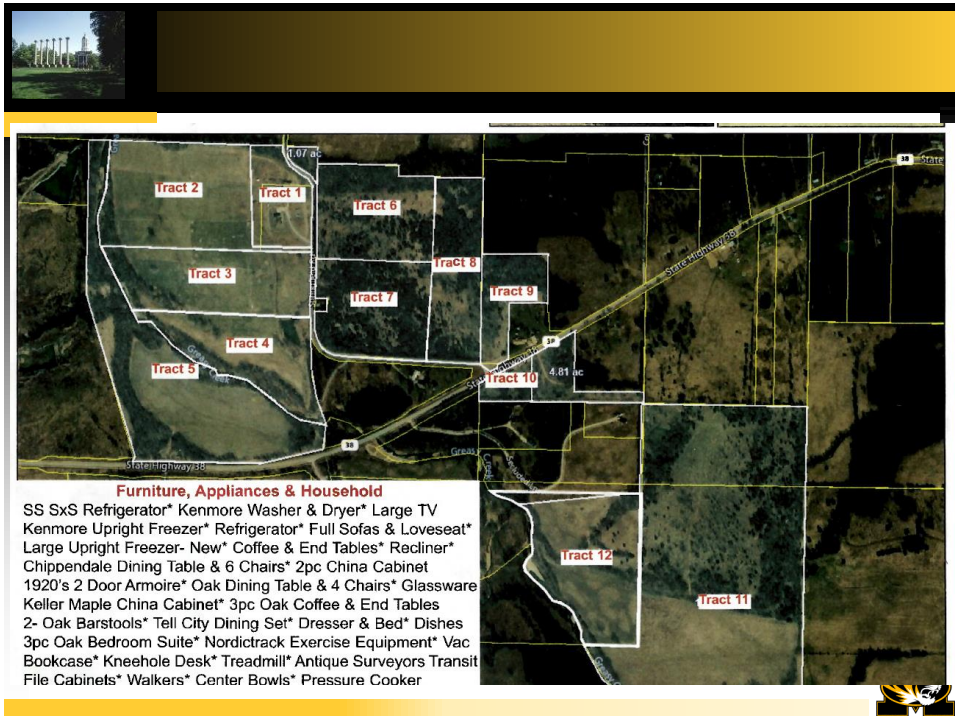 1.07 ac
38
State
Tract 2
Tract 1
Tract 6
State Highway 38
Tract 8
Tract 3
Tract 9
Tract 7
Tract 4
38
Tract 5
Creek
4.81 ac
Tract 10
38
Greas
Creek
State Highway 38
Tract 12
Tract 11
Furniture, Appliances & Household
SS SxS Refrigerator* Kenmore Washer & Dryer* Large TV
Kenmore Upright Freezer* Refrigerator* Full Sofas & Loveseat*
Large Upright Freezer- New* Coffee & End Tables* Recliner*
Chippendale Dining Table & 6 Chairs* 2pc China Cabinet
1920's 2 Door Armoire* Oak Dining Table & 4 Chairs* Glassware
Keller Maple China Cabinet* 3pc Oak Coffee & End Tables
2- Oak Barstools* Tell City Dining Set* Dresser & Bed* Dishes
3pc Oak Bedroom Suite* Nordictrack Exercise Equipment* Vac
Bookcase* Kneehole Desk* Treadmill* Antique Surveyors Transit
File Cabinets* Walkers* Center Bowls* Pressure Cooker